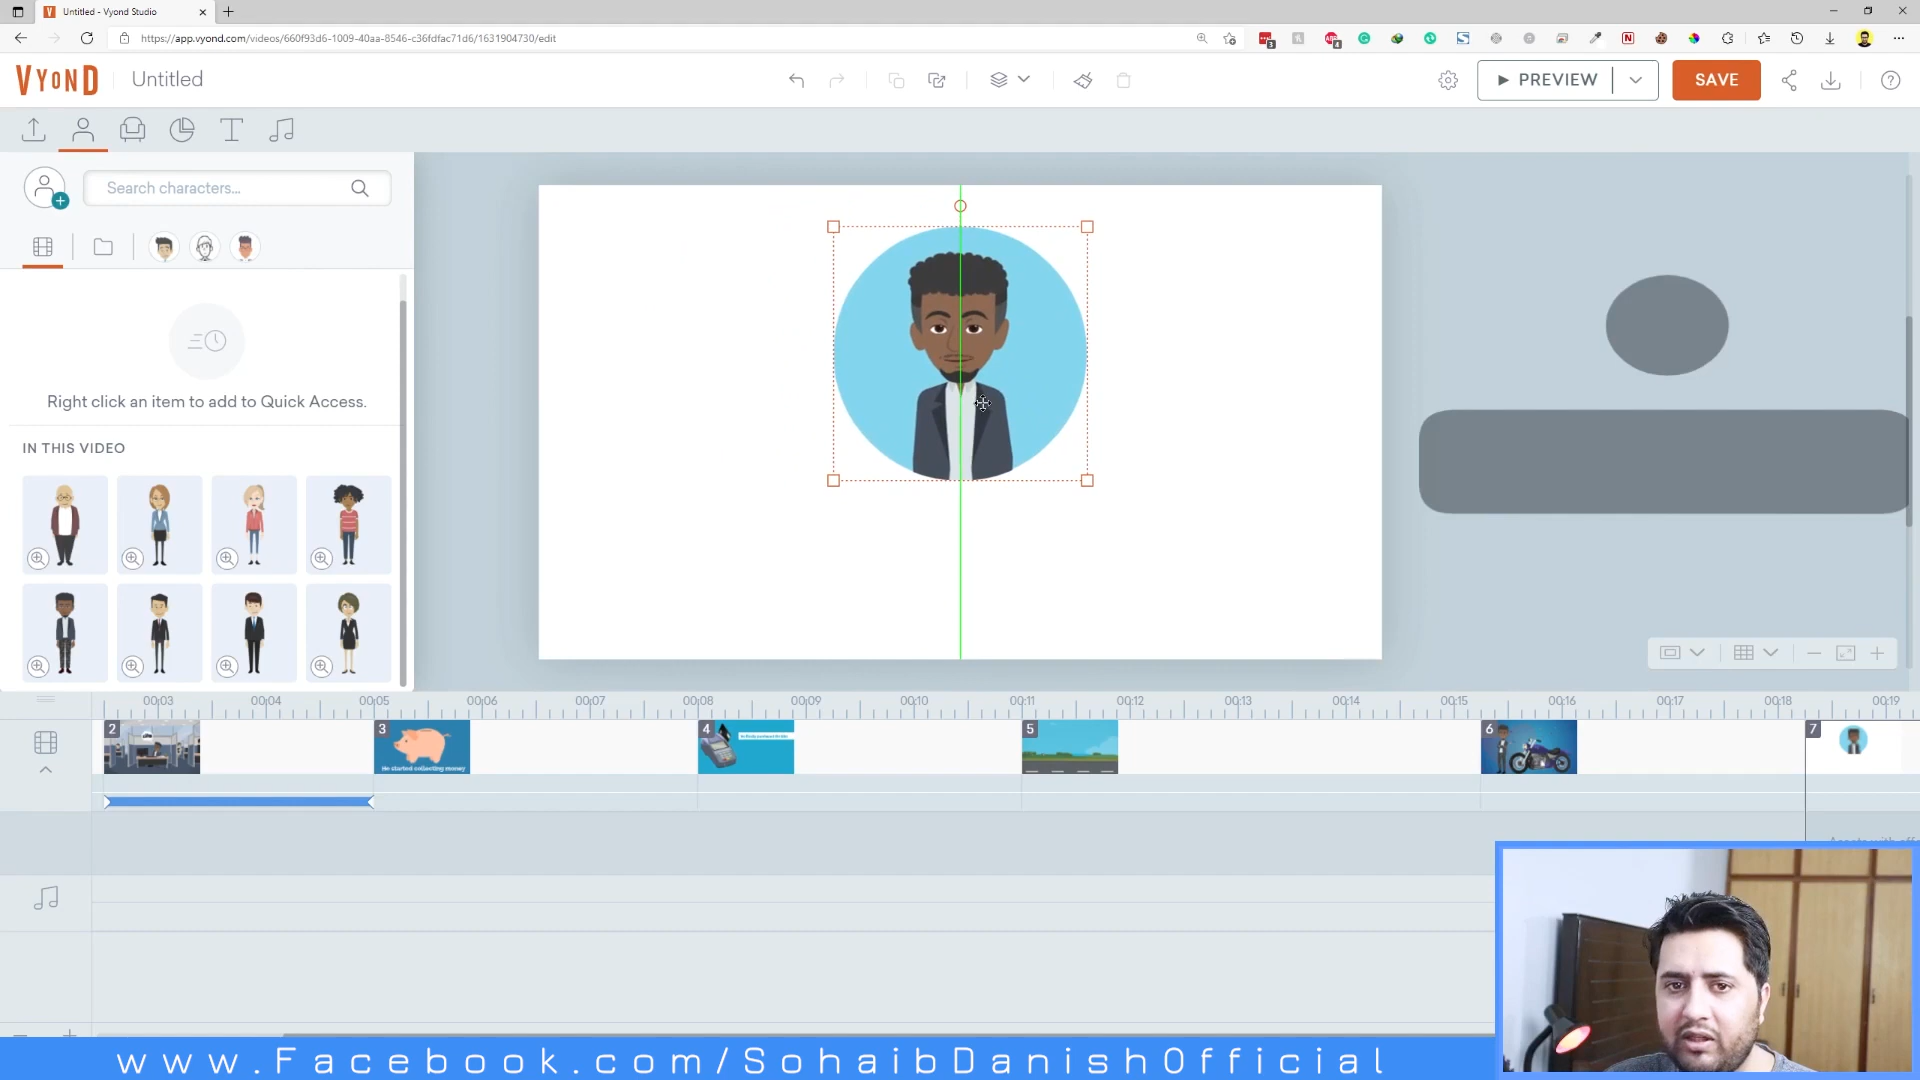 Untitled - Vyond Studio
https://app.vyond.com/videos/660f93d6-1009-40aa-8546-c36fdfac71d6/1631904730/edit
VYOND
Untitled
PREVIEW
SAVE
Search characters...
Right click an item to add to Quick Access.
IN THIS VIDEO
00:03 00:04 00:05 00:06 00:07 00:08 00:09 00:10 00:11 00:12 00:13 00:14 00:15 00:16 00:17 00:18 00:19
2 3 4 5 6 7
He started collecting money
www.Facebook.com/SohaibDanishOfficial